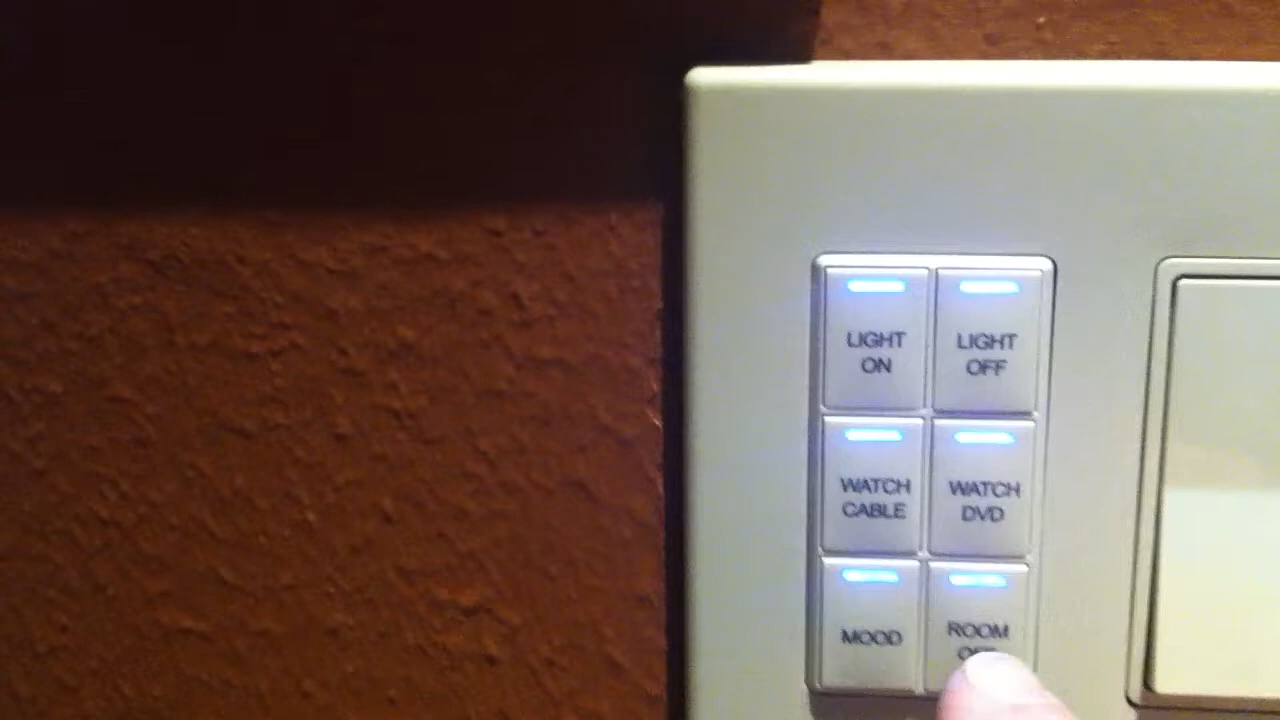 LIGHT
ON
LIGHT
OFF
WATCH
CABLE
WATCH
DVD
MOOD
ROOM